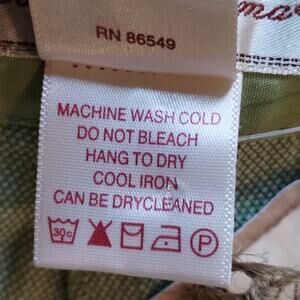 RN 86549
MACHINE WASH COLD
DO NOT BLEACH
HANG TO DRY
COOL IRON
CAN BE DRYCLEANED
30c
P